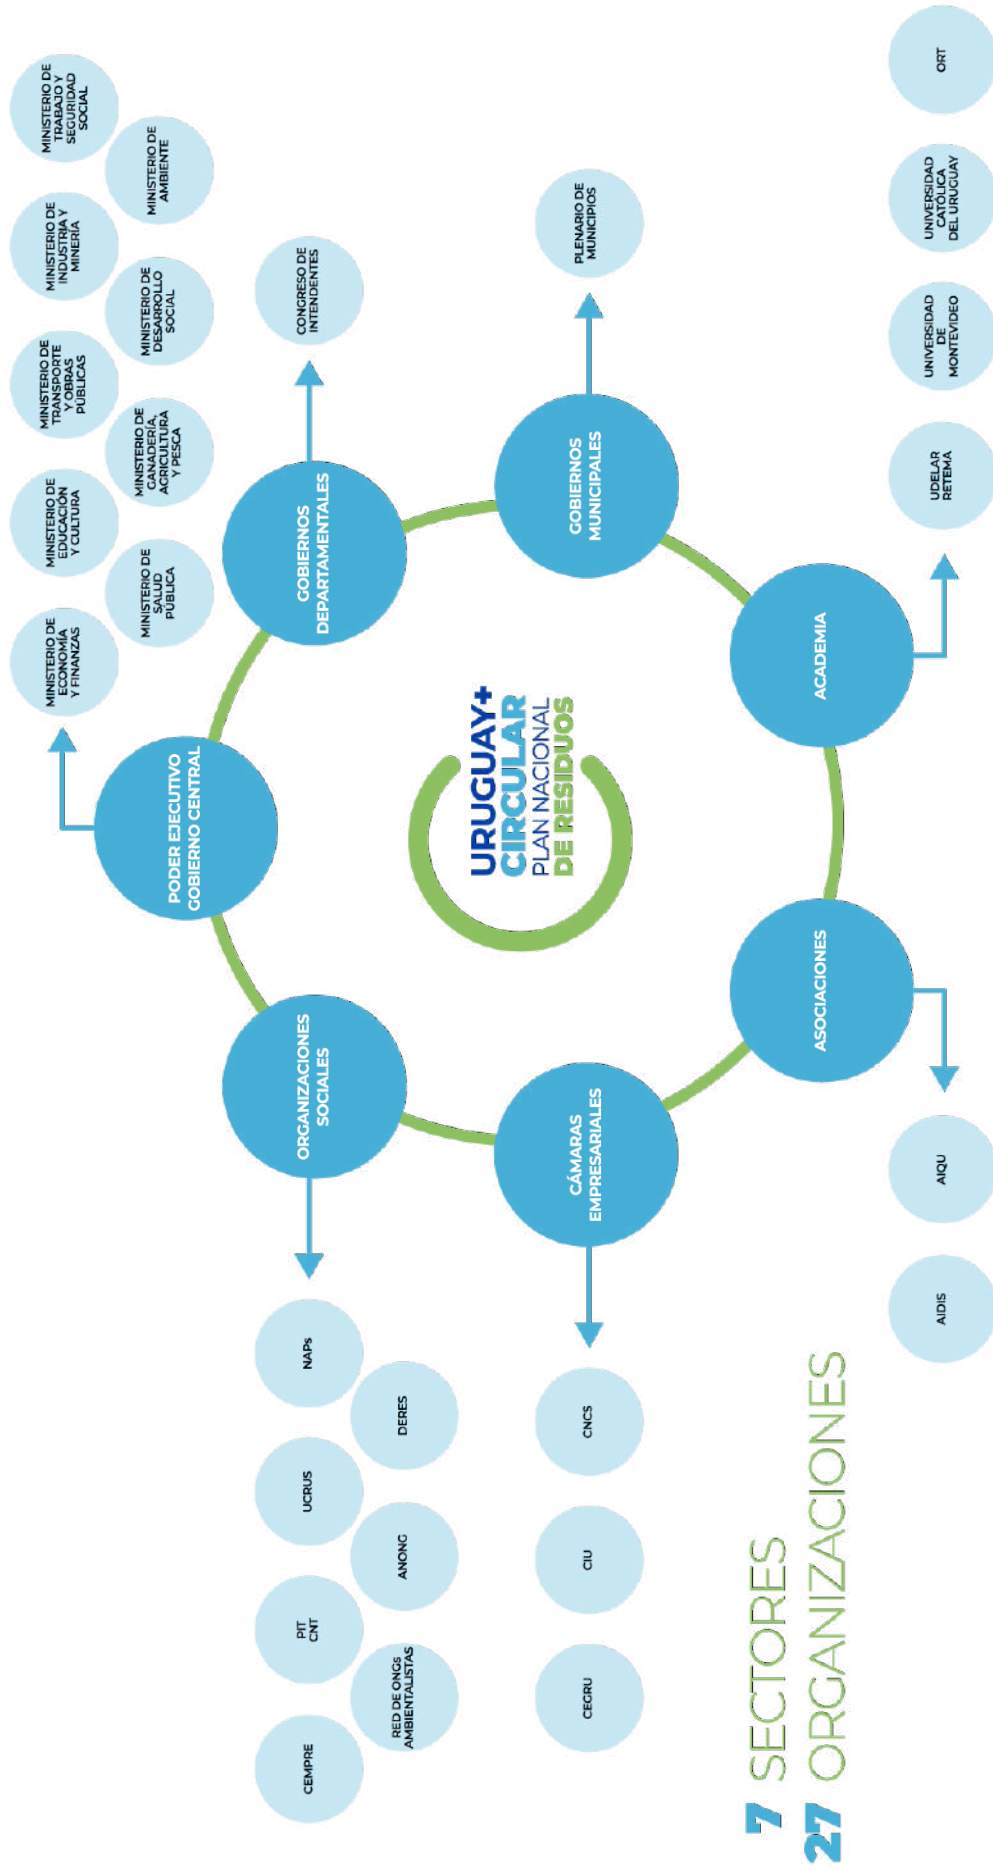 MINISTERIO DE
ECONOMÍA
Y FINANZAS
MINISTERIO DE
EDUCACIÓN
Y CULTURA
MINISTERIO DE
TRANSPORTE
Y OBRAS
PÚBLICAS
MINISTERIO DE
INDUSTRIA Y
MINERÍA
MINISTERIO DE
TRABAJO Y
SEGURIDAD
SOCIAL
MINISTERIO DE
SALUD
PÚBLICA
MINISTERIO DE
GANADERÍA,
AGRICULTURA
Y PESCA
MINISTERIO DE
DESARROLLO
SOCIAL
MINISTERIO DE
AMBIENTE
PODER EJECUTIVO
GOBIERNO CENTRAL
CEMPRE
PIT
CNT
UCRUS
NAPs
RED DE ONGs
AMBIENTALISTAS
ANONG
DERES
ORGANIZACIONES
SOCIALES
GOBIERNOS
DEPARTAMENTALES
CONGRESO DE
INTENDENTES
URUGUAY+
CIRCULAR
PLAN NACIONAL
DE RESIDUOS
CEGRU
CIU
CNCS
CÁMARAS
EMPRESARIALES
GOBIERNOS
MUNICIPALES
PLENARIO DE
MUNICIPIOS
7 SECTORES
27 ORGANIZACIONES
ASOCIACIONES
ACADEMIA
AIDIS
AIQU
UDELAR
RETEMA
UNIVERSIDAD
DE
MONTEVIDEO
UNIVERSIDAD
CATÓLICA
DEL URUGUAY
ORT